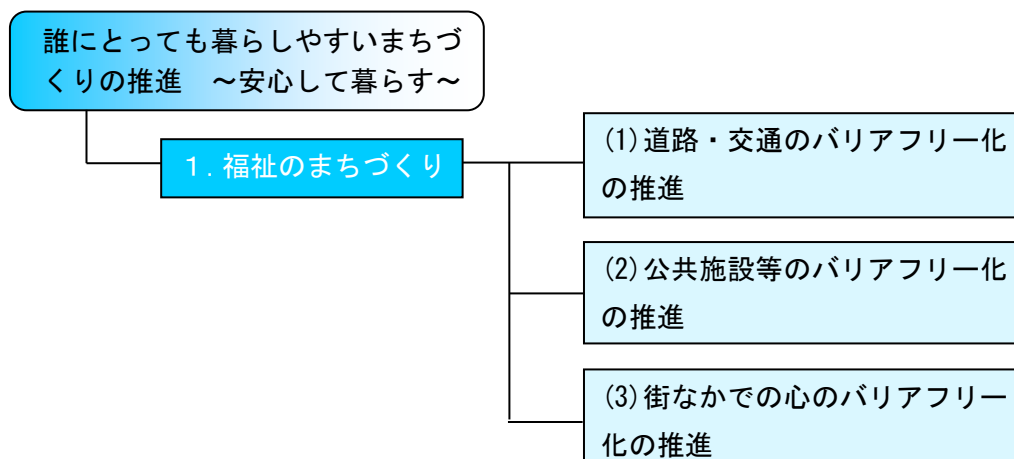 誰にとっても暮らしやすいまちづ
くりの推進　～安心して暮らす～
１. 福祉のまちづくり
(1)道路・交通のバリアフリー化
の推進
(2)公共施設等のバリアフリー化
の推進
(3)街なかでの心のバリアフリー
化の推進